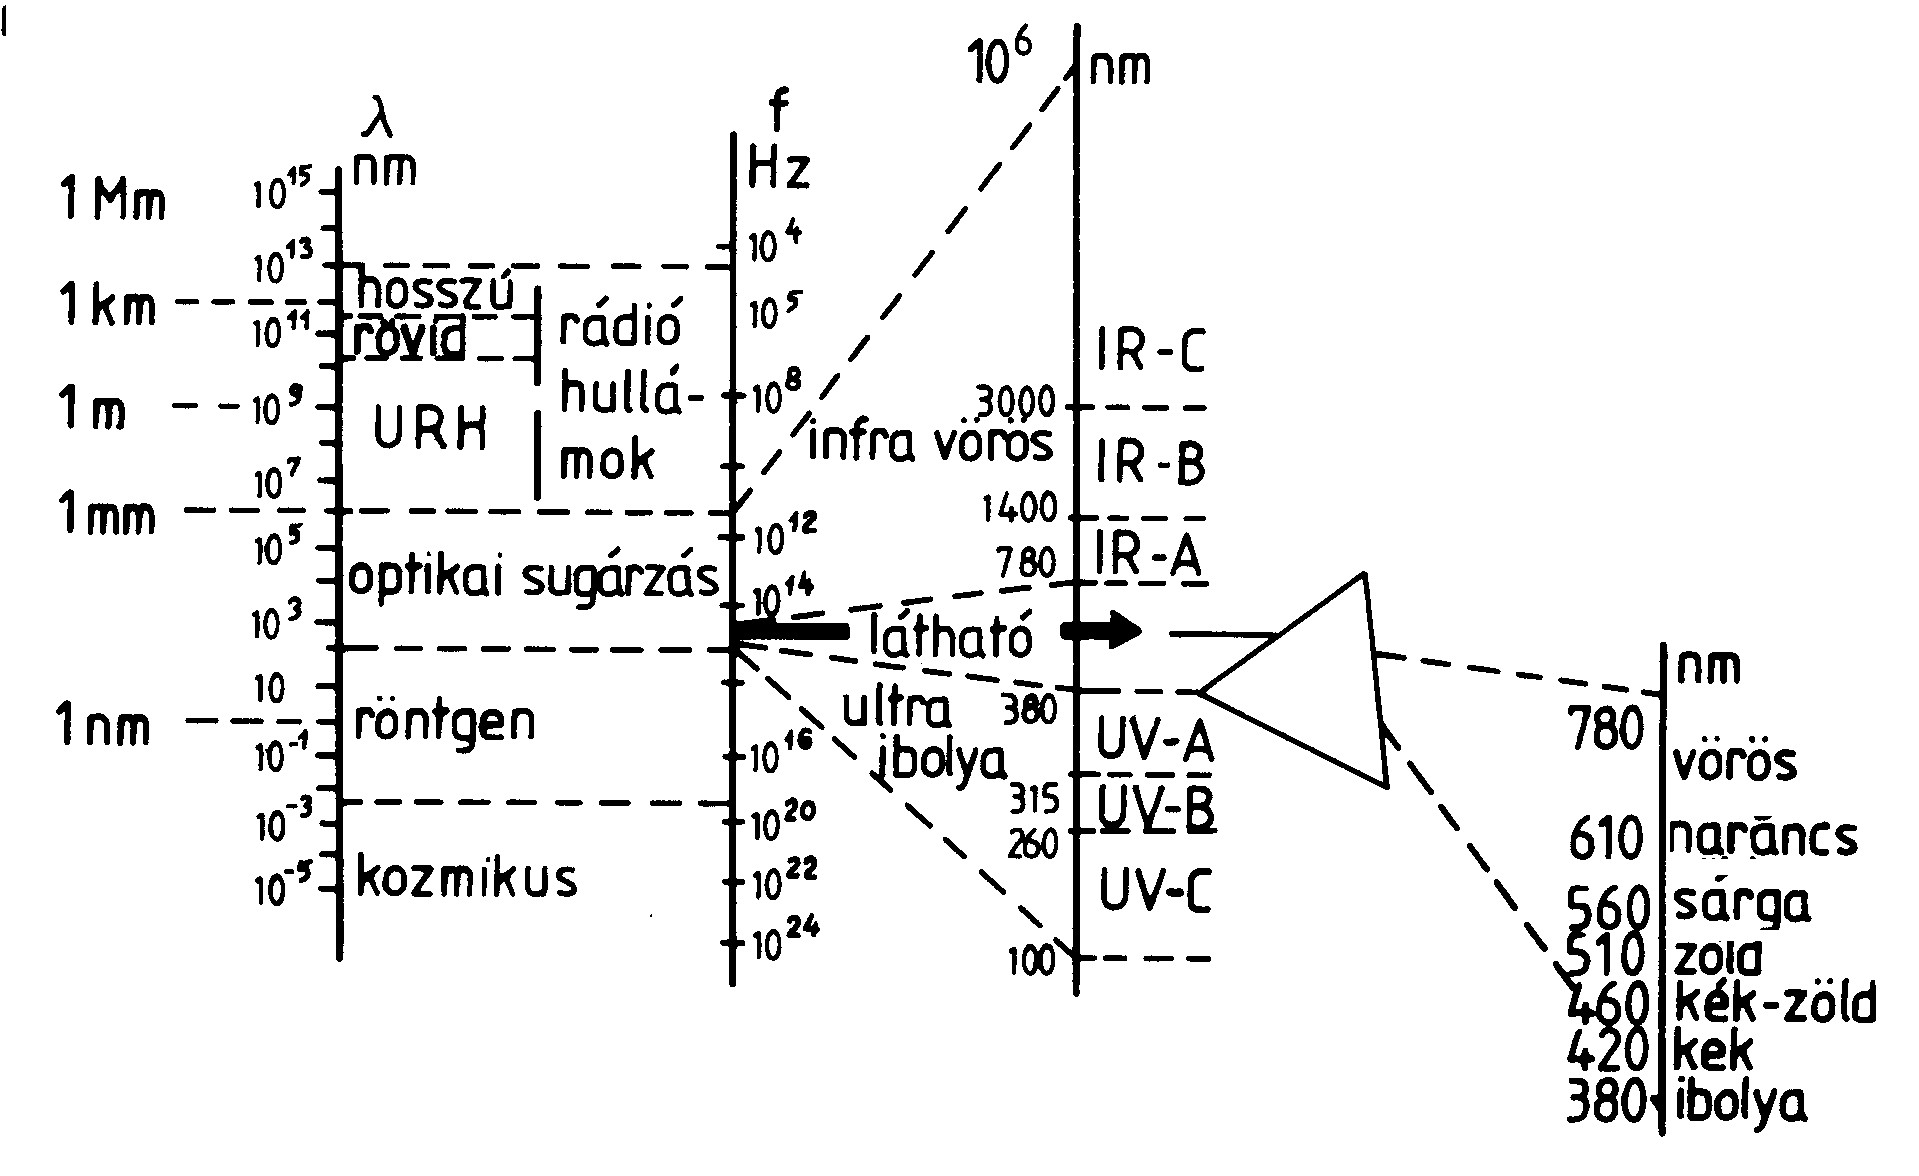 λ
nm
1 Mm
10¹⁵
10¹³
1 km
10¹¹
1 m
10⁹
10⁷
1 mm
10⁵
10³
10
1 nm
10⁻¹
10⁻³
10⁻⁵
hosszú
rövid
URH
rádió
hullá-
mok
optikai sugárzás
röntgen
kozmikus
f
Hz
10⁴
10⁵
10⁸
10¹²
10¹⁴
10¹⁶
10²⁰
10²²
10²⁴
infra vörös
látható
ultra
ibolya
10⁶ nm
IR-C
3000
IR-B
1400
IR-A
780
380
UV-A
315
UV-B
260
UV-C
100
nm
780
vörös
610 narancs
560 sárga
510 zold
460 kék-zöld
420 kek
380 ibolya